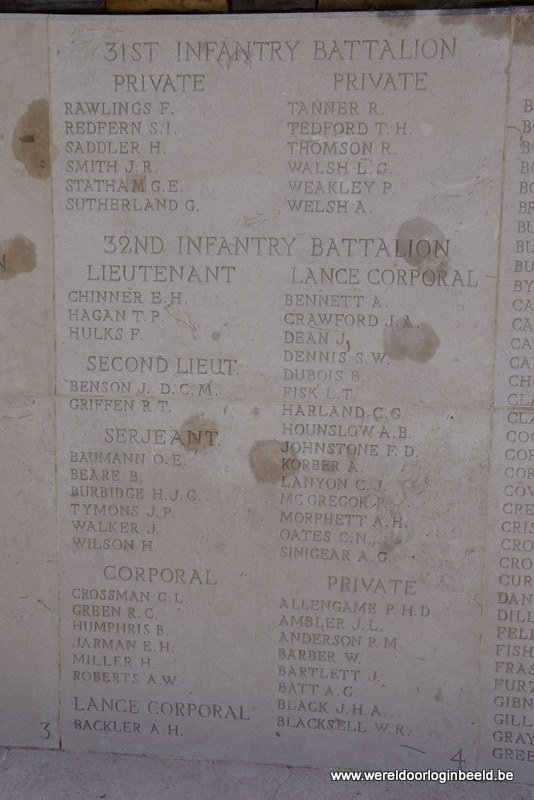 31ST INFANTRY BATTALION
PRIVATE
RAWLINGS F.
REDFERN S.I.
SADDLER H.
SMITH J.R.
STATHAM G.E.
SUTHERLAND G.
PRIVATE
TANNER R.
TEDFORD T.H.
THOMSON R.
WALSH L.G.
WEAKLEY P.
WELSH A.
32ND INFANTRY BATTALION
LIEUTENANT
CHINNER E.H.
HAGAN T.P.
HULKS F.
SECOND LIEUT.
BENSON J. D.C.M.
GRIFFEN R.T.
SERJEANT
BAUMANN O.E.
BEARE B.
BURBIDGE H.J.C.
TYMONS J.P.
WALKER J.
WILSON H.
CORPORAL
CROSSMAN G.L.
GREEN R.C.
HUMPHRIS B.
JARMAN E.H.
MILLER H.
ROBERTS A.W.
LANCE CORPORAL
BACKLER A.H.
3
LANCE CORPORAL
BENNETT A.
CRAWFORD J.A.
DEAN J.
DENNIS S.W.
DUBOIS B.
FISK L.T.
HARLAND C.G.
HOUNSLOW A.B.
JOHNSTONE F.D.
KORBER A.
LANYON C.J.
MCGREGOR
MORPHETT A.H.
OATES C.N.
SINIGEAR A.G.
PRIVATE
ALLENGAME P.H.D.
AMBLER J.L.
ANDERSON P.M.
BARBER W.
BARTLETT J.
BATT A.G.
BLACK J.H.A.
BLACKSELL W.R.
4
www.wereldoorloginbeeld.be